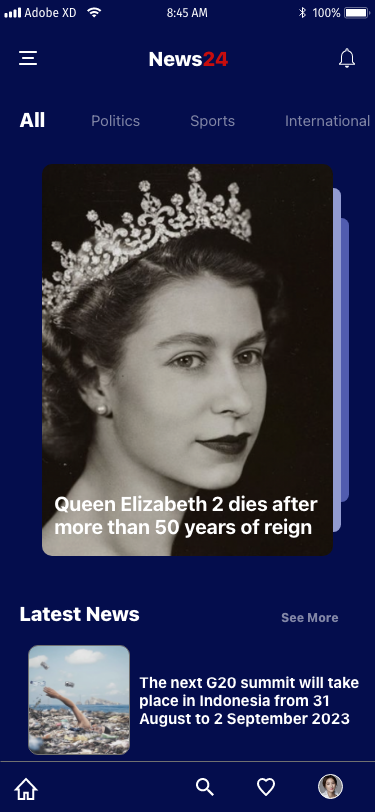 Adobe XD
8:45 AM
100%
News24
All
Politics
Sports
International
Queen Elizabeth 2 dies after
more than 50 years of reign
Latest News
See More
The next G20 summit will take
place in Indonesia from 31
August to 2 September 2023